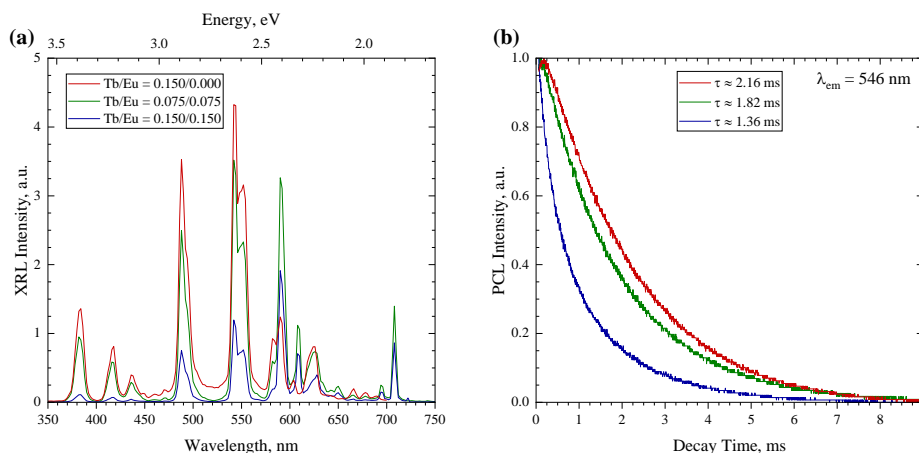 Energy, eV
(a)
3.5 3 2.5 2
5
4
3
2
1
0
Tb/Eu = 0.150/0.000
Tb/Eu = 0.075/0.075
Tb/Eu = 0.150/0.150
XRL Intensity, a.u.
350 400 450 500 550 600 650 700 750
Wavelength, nm
(b)
1.0
0.8
0.6
0.4
0.2
0.0
τ ≈ 2.16 ms
τ ≈ 1.82 ms
τ ≈ 1.36 ms
λem = 546 nm
PCL Intensity, a.u.
0 1 2 3 4 5 6 7 8
Decay Time, ms